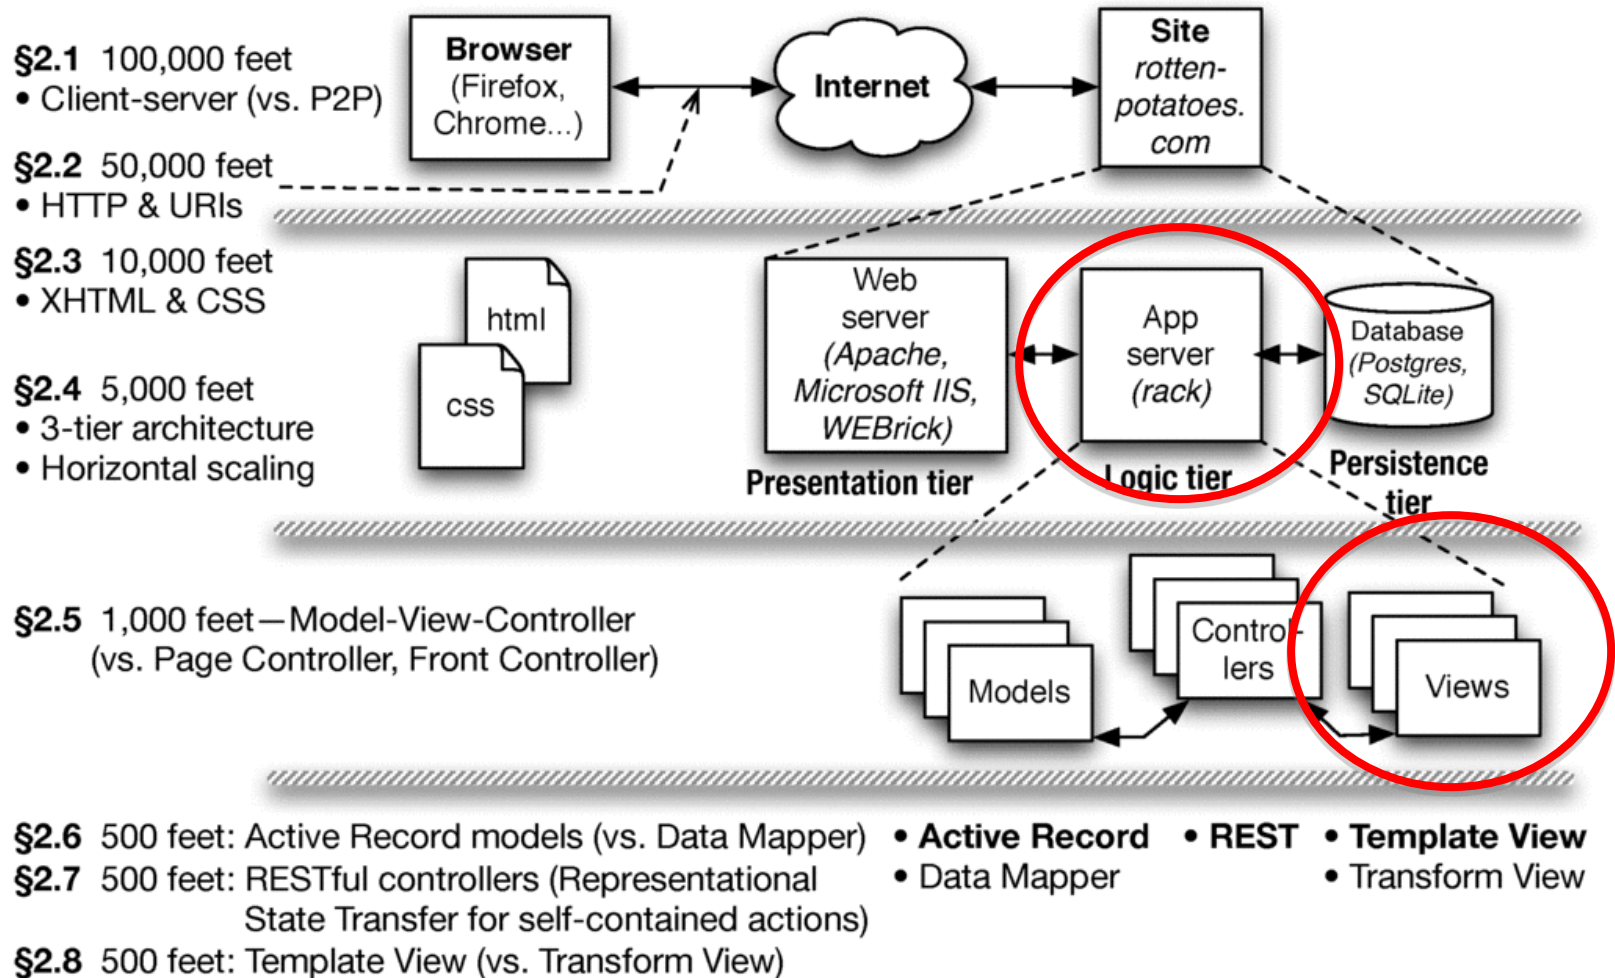 §2.1 100,000 feet
• Client-server (vs. P2P)
§2.2 50,000 feet
• HTTP & URIs
§2.3 10,000 feet
• XHTML & CSS
§2.4 5,000 feet
• 3-tier architecture
• Horizontal scaling
Browser
(Firefox,
Chrome...)
Internet
Site
rotten-
potatoes.
com
html
css
Web
server
(Apache,
Microsoft IIS,
WEBrick)
Presentation tier
App
server
(rack)
Logic tier
Database
(Postgres,
SQLite)
Persistence
tier
§2.5 1,000 feet—Model-View-Controller
(vs. Page Controller, Front Controller)
Models
Control-
lers
Views
§2.6 500 feet: Active Record models (vs. Data Mapper)
§2.7 500 feet: RESTful controllers (Representational
State Transfer for self-contained actions)
§2.8 500 feet: Template View (vs. Transform View)
• Active Record
• Data Mapper
• REST
• Template View
• Transform View